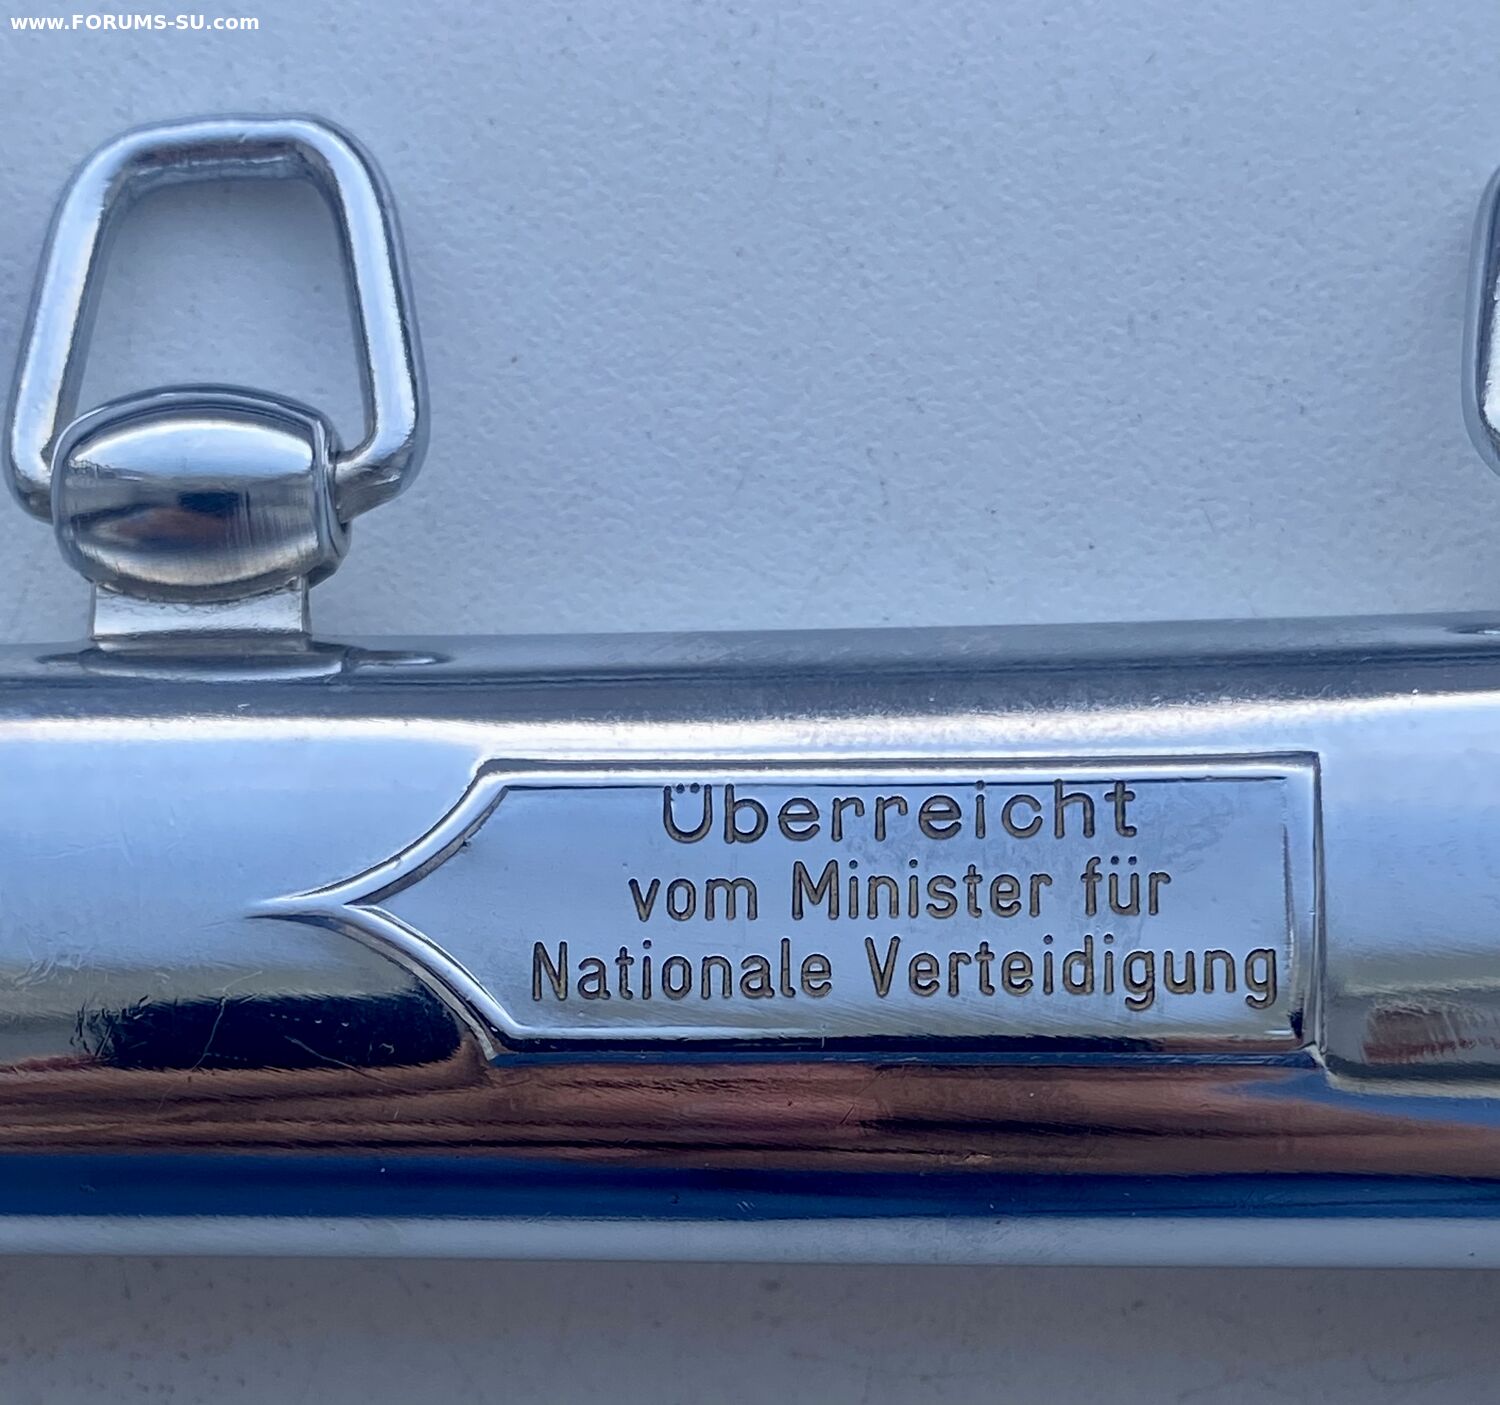 www.FORUMS-SU.com
Überreicht
vom Minister für
Nationale Verteidigung